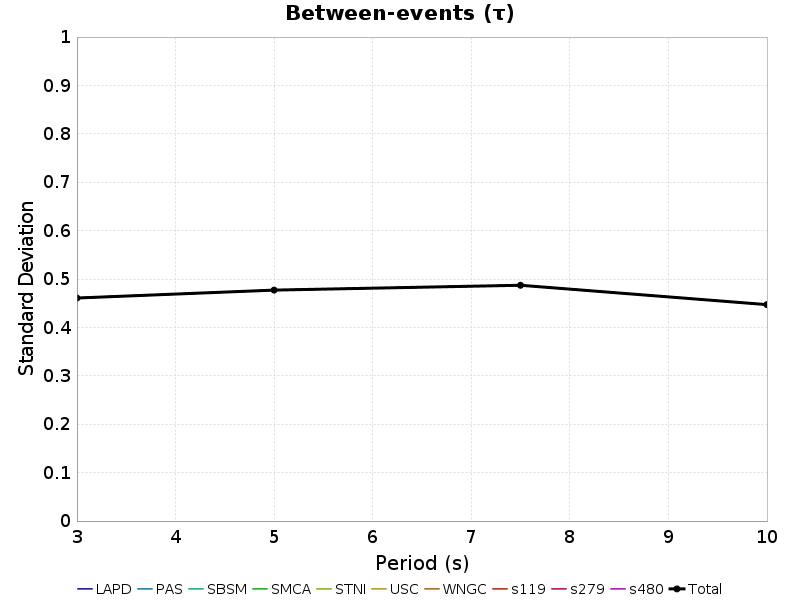 Between-events (τ)
1
0.9
0.8
0.7
0.6
0.5
0.4
0.3
0.2
0.1
0
Standard Deviation
3 4 5 6 7 8 9 10
Period (s)
LAPD PAS SBSM SMCA STNI USC WNGC s119 s279 s480 Total